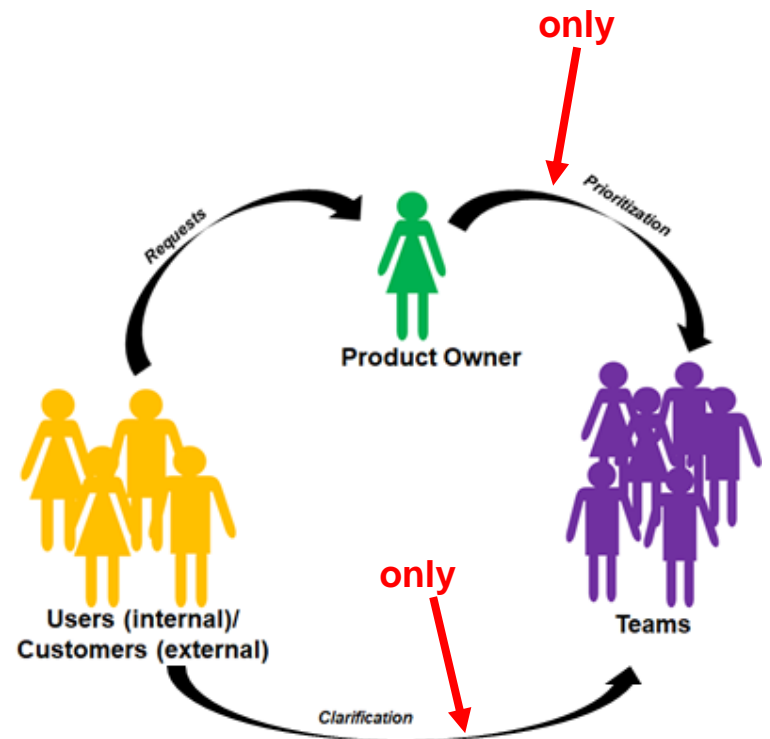 only
Prioritization
Requests
Product Owner
only
Users (internal)/
Customers (external)
Teams
Clarification